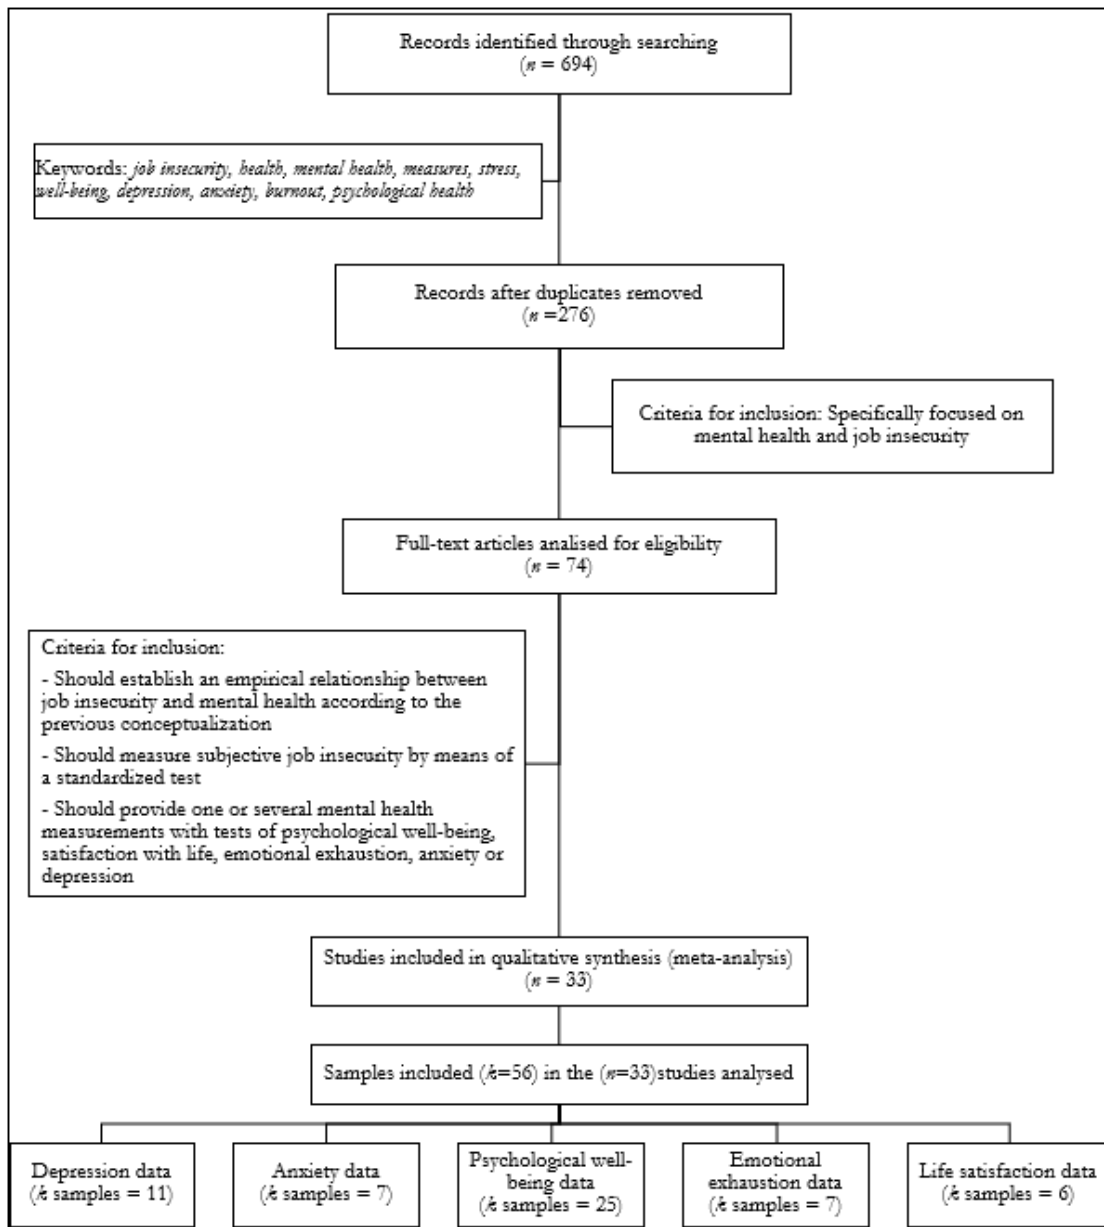 Records identified through searching
(n = 694)
Keywords: job insecurity, health, mental health, measures, stress,
well-being, depression, anxiety, burnout, psychological health
Records after duplicates removed
(n =276)
Criteria for inclusion: Specifically focused on
mental health and job insecurity
Full-text articles analised for eligibility
(n = 74)
Criteria for inclusion:
- Should establish an empirical relationship between
job insecurity and mental health according to the
previous conceptualization
- Should measure subjective job insecurity by means of
a standardized test
- Should provide one or several mental health
measurements with tests of psychological well-being,
satisfaction with life, emotional exhaustion, anxiety or
depression
Studies included in qualitative synthesis (meta-analysis)
(n = 33)
Samples included (k=56) in the (n=33)studies analysed
Depression data
(k samples = 11)
Anxiety data
(k samples = 7)
Psychological well-
being data
(k samples = 25)
Emotional
exhaustion data
(k samples = 7)
Life satisfaction data
(k samples = 6)